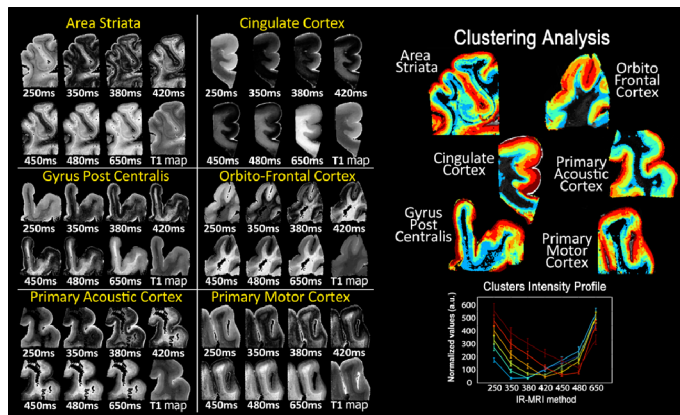 Area Striata
250ms 350ms 380ms 420ms
450ms 480ms 650ms T1 map
Cingulate Cortex
250ms 350ms 380ms 420ms
450ms 480ms 650ms T1 map
Gyrus Post Centralis
250ms 350ms 380ms 420ms
450ms 480ms 650ms T1 map
Orbito-Frontal Cortex
250ms 350ms 380ms 420ms
450ms 480ms 650ms T1 map
Primary Acoustic Cortex
250ms 350ms 380ms 420ms
450ms 480ms 650ms T1 map
Primary Motor Cortex
250ms 350ms 380ms 420ms
450ms 480ms 650ms T1 map
Clustering Analysis
Area
Striata
Orbito
Frontal
Cortex
Cingulate
Cortex
Primary
Acoustic
Cortex
Gyrus
Post
Centralis
Primary
Motor
Cortex
Clusters Intensity Profile
Normalized values (a.u.)
600
500
400
300
200
100
0
250 350 380 420 450 480 650
IR-MRI method